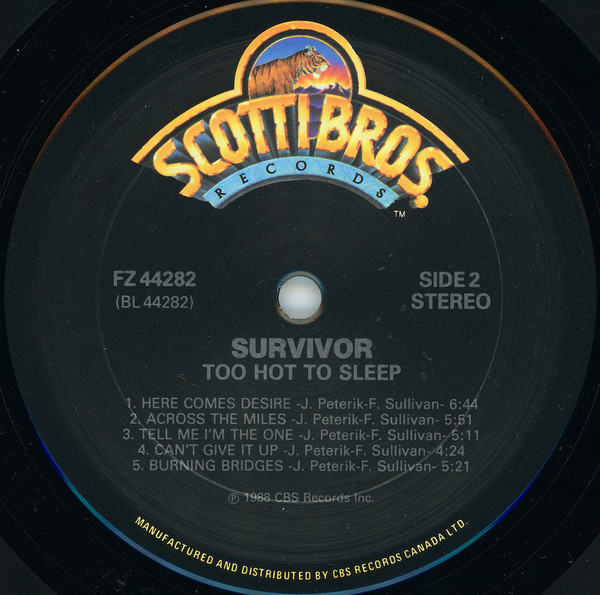 SCOTTI BROS.
RECORDS
TM
FZ 44282
(BL 44282)
SIDE 2
STEREO
SURVIVOR
TOO HOT TO SLEEP
1. HERE COMES DESIRE -J. Peterik-F. Sullivan- 6:44
2. ACROSS THE MILES -J. Peterik-F. Sullivan- 5:51
3. TELL ME I'M THE ONE -J. Peterik-F. Sullivan- 5:11
4. CAN'T GIVE IT UP -J. Peterik-F. Sullivan- 4:24
5. BURNING BRIDGES -J. Peterik-F. Sullivan- 5:21
℗ 1988 CBS Records Inc.
MANUFACTURED AND DISTRIBUTED BY CBS RECORDS CANADA LTD.